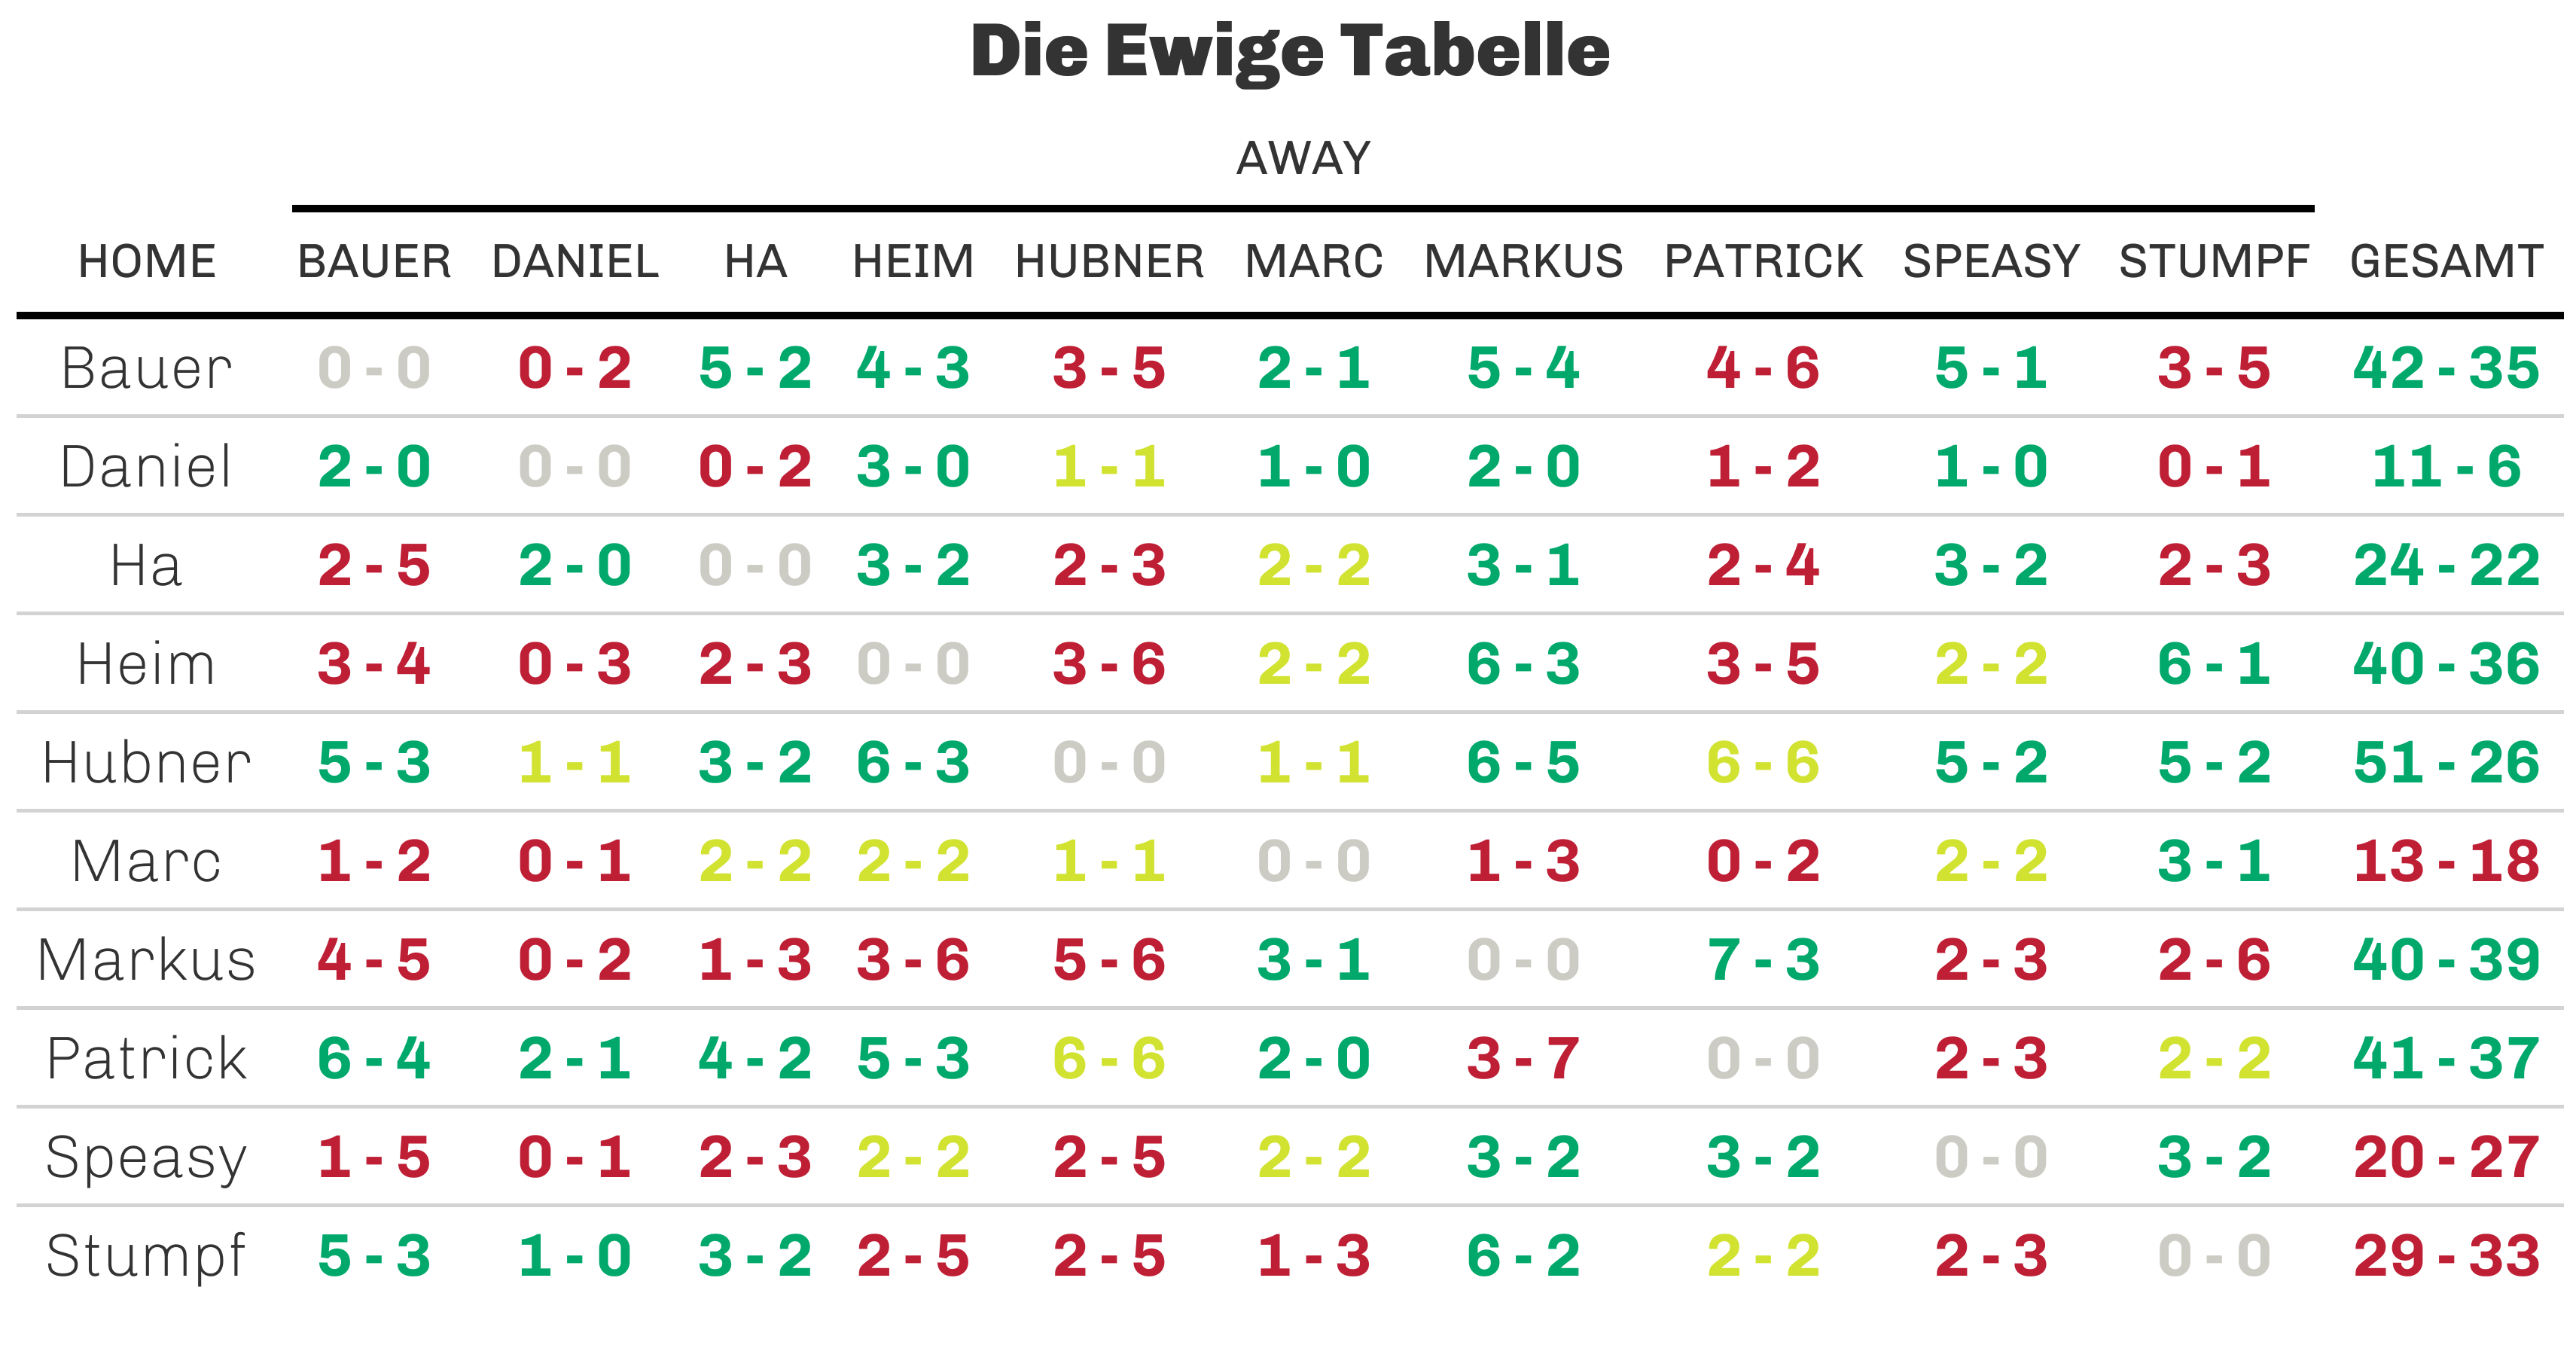 Die Ewige Tabelle
AWAY
HOME BAUER DANIEL HA HEIM HUBNER MARC MARKUS PATRICK SPEASY STUMPF GESAMT
Bauer 0 - 0 0 - 2 5 - 2 4 - 3 3 - 5 2 - 1 5 - 4 4 - 6 5 - 1 3 - 5 42 - 35
Daniel 2 - 0 0 - 0 0 - 2 3 - 0 1 - 1 1 - 0 2 - 0 1 - 2 1 - 0 0 - 1 11 - 6
Ha 2 - 5 2 - 0 0 - 0 3 - 2 2 - 3 2 - 2 3 - 1 2 - 4 3 - 2 2 - 3 24 - 22
Heim 3 - 4 0 - 3 2 - 3 0 - 0 3 - 6 2 - 2 6 - 3 3 - 5 2 - 2 6 - 1 40 - 36
Hubner 5 - 3 1 - 1 3 - 2 6 - 3 0 - 0 1 - 1 6 - 5 6 - 6 5 - 2 5 - 2 51 - 26
Marc 1 - 2 0 - 1 2 - 2 2 - 2 1 - 1 0 - 0 1 - 3 0 - 2 2 - 2 3 - 1 13 - 18
Markus 4 - 5 0 - 2 1 - 3 3 - 6 5 - 6 3 - 1 0 - 0 7 - 3 2 - 3 2 - 6 40 - 39
Patrick 6 - 4 2 - 1 4 - 2 5 - 3 6 - 6 2 - 0 3 - 7 0 - 0 2 - 3 2 - 2 41 - 37
Speasy 1 - 5 0 - 1 2 - 3 2 - 2 2 - 5 2 - 2 3 - 2 3 - 2 0 - 0 3 - 2 20 - 27
Stumpf 5 - 3 1 - 0 3 - 2 2 - 5 2 - 5 1 - 3 6 - 2 2 - 2 2 - 3 0 - 0 29 - 33